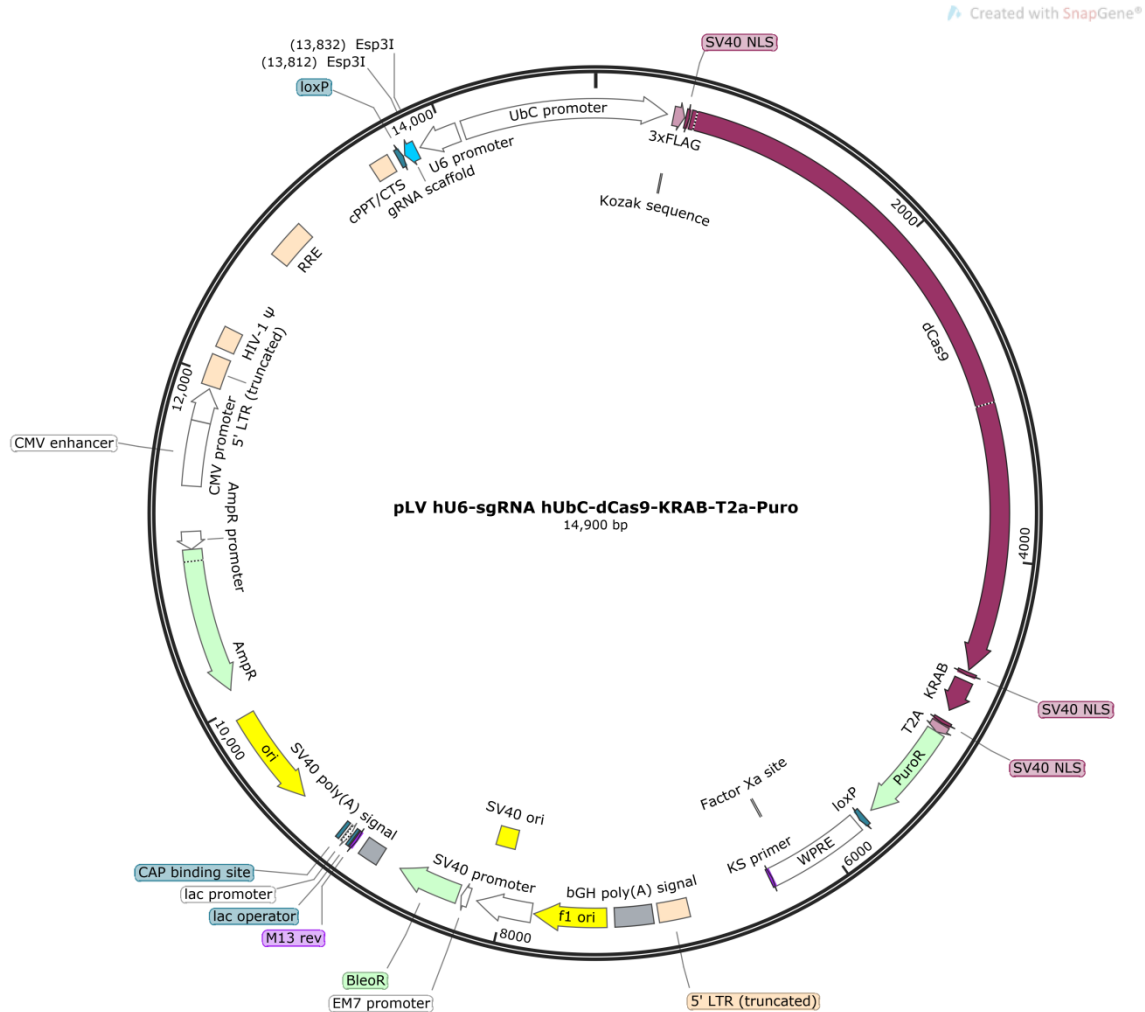 Created with SnapGene®
SV40 NLS
(13,832) Esp3I
(13,812) Esp3I
loxP
14,000
UbC promoter
3xFLAG
U6 promoter
gRNA scaffold
cPPT/CTS
Kozak sequence
2000
RRE
dCas9
HIV-1 ψ
5' LTR (truncated)
12,000
CMV promoter
CMV enhancer
pLV hU6-sgRNA hUbC-dCas9-KRAB-T2a-Puro
14,900 bp
AmpR promoter
4000
AmpR
KRAB
SV40 NLS
T2A
SV40 NLS
PuroR
10,000
ori
SV40 poly(A) signal
Factor Xa site
loxP
SV40 ori
KS primer
WPRE
6000
CAP binding site
lac promoter
lac operator
M13 rev
SV40 promoter
bGH poly(A) signal
f1 ori
8000
BleoR
EM7 promoter
5' LTR (truncated)